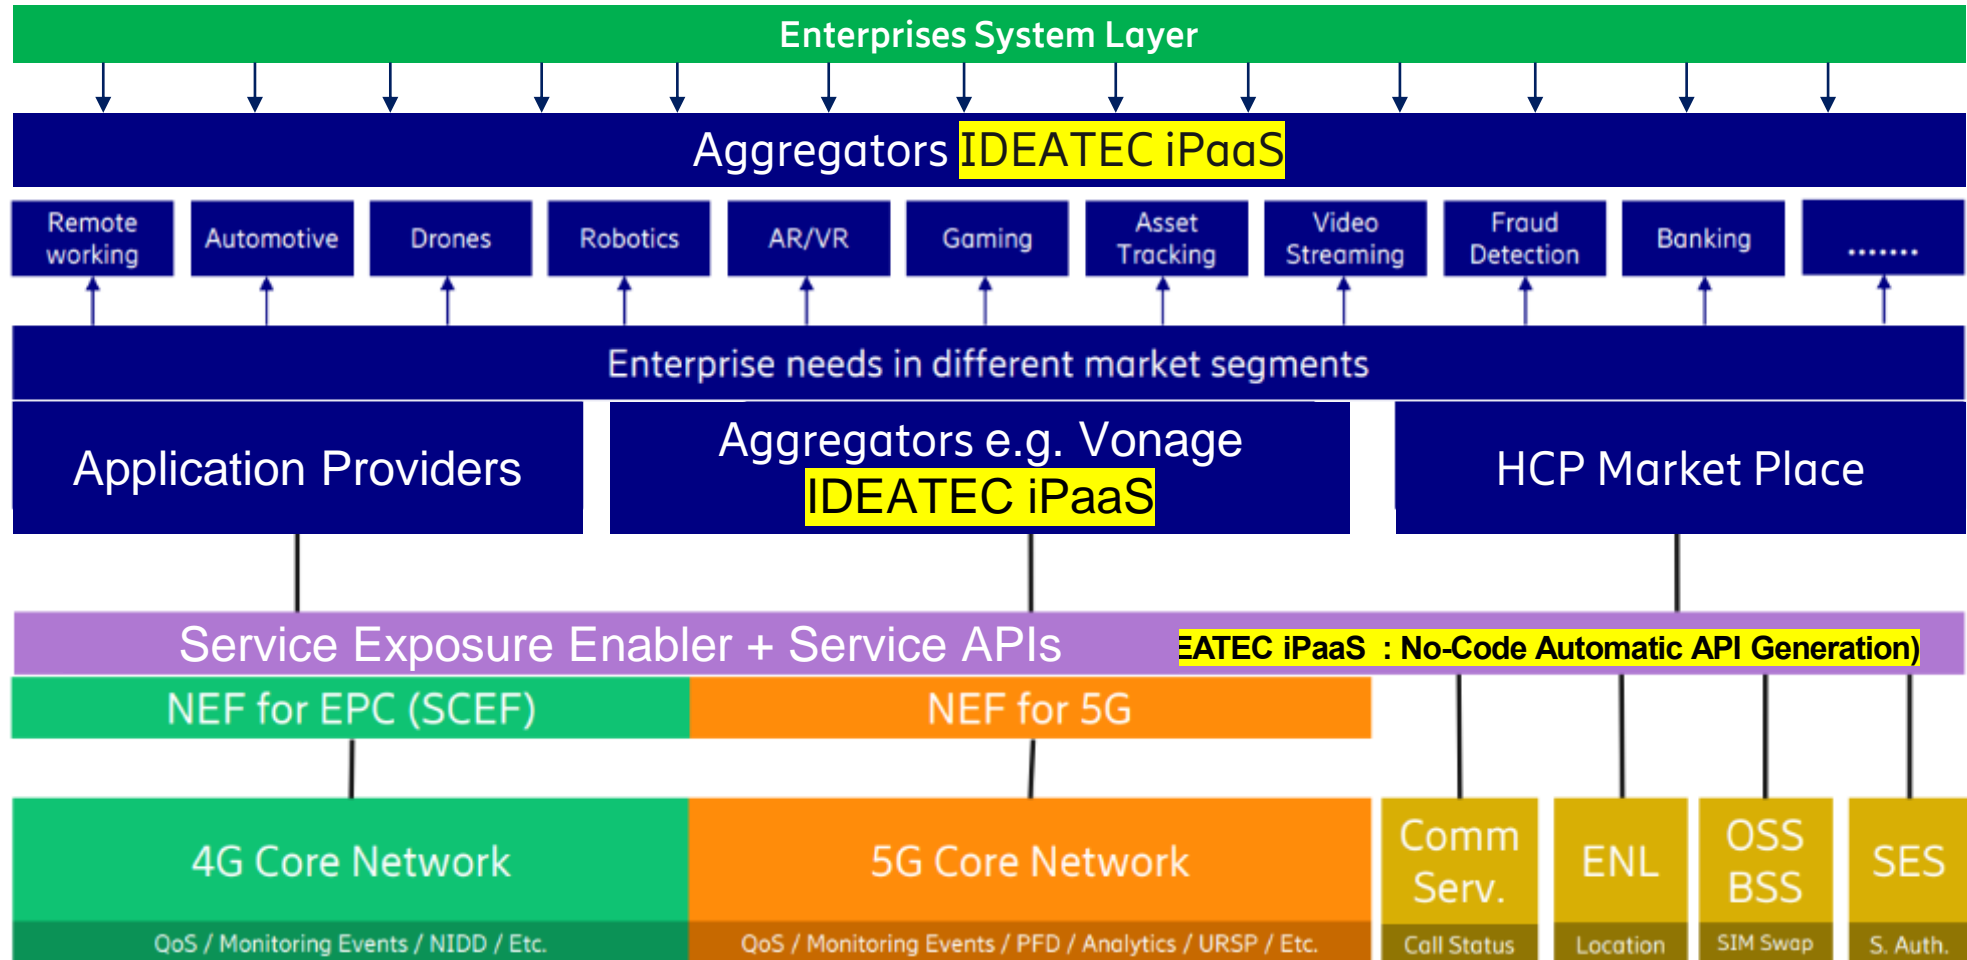 Enterprises System Layer
Aggregators IDEATEC iPaaS
Remote
working
Automotive
Drones
Robotics
AR/VR
Gaming
Asset
Tracking
Video
Streaming
Fraud
Detection
Banking
.......
Enterprise needs in different market segments
Application Providers
Aggregators e.g. Vonage
IDEATEC iPaaS
HCP Market Place
Service Exposure Enabler + Service APIs
EATEC iPaaS : No-Code Automatic API Generation)
NEF for EPC (SCEF)
NEF for 5G
4G Core Network
QoS / Monitoring Events / NIDD / Etc.
5G Core Network
QoS / Monitoring Events / PFD / Analytics / URSP / Etc.
Comm
Serv.
Call Status
ENL
Location
OSS
BSS
SIM Swap
SES
S. Auth.